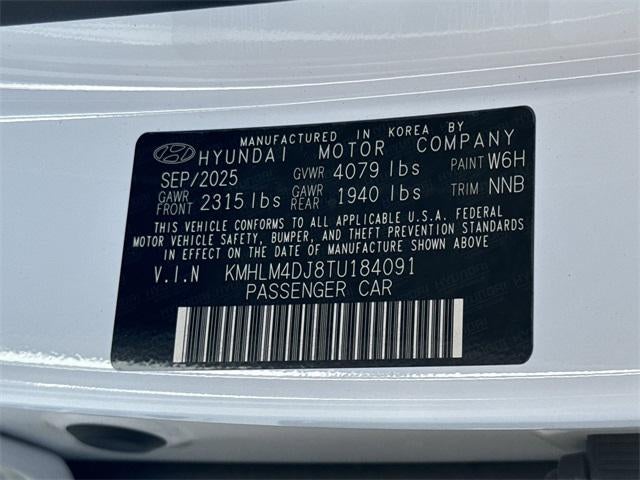 MANUFACTURED IN KOREA BY
HYUNDAI MOTOR COMPANY
SEP/2025 GVWR 4079 lbs PAINT W6H
GAWR FRONT 2315 lbs GAWR REAR 1940 lbs TRIM NNB
THIS VEHICLE CONFORMS TO ALL APPLICABLE U.S.A. FEDERAL
MOTOR VEHICLE SAFETY, BUMPER, AND THEFT PREVENTION STANDARDS
IN EFFECT ON THE DATE OF MANUFACTURE SHOWN ABOVE
V.I.N KMHLM4DJ8TU184091
PASSENGER CAR